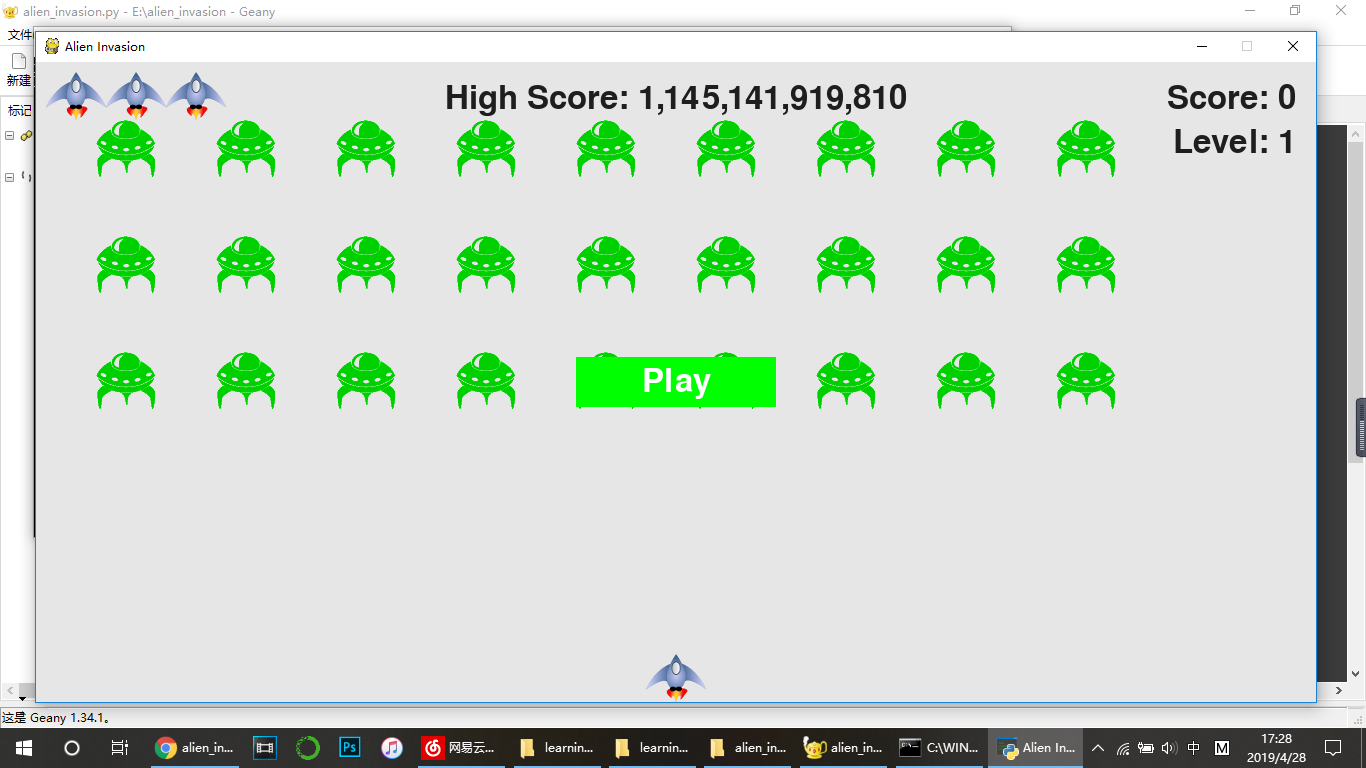 alien_invasion.py - E:\alien_invasion - Geany
Alien Invasion
新建
标记
High Score: 1,145,141,919,810
Score: 0
Level: 1
Play
这是 Geany 1.34.1。
alien_in...
Ps
网易云...
learnin...
learnin...
alien_in...
alien_in...
C:\WIN...
Alien In...
中
M
17:28
2019/4/28